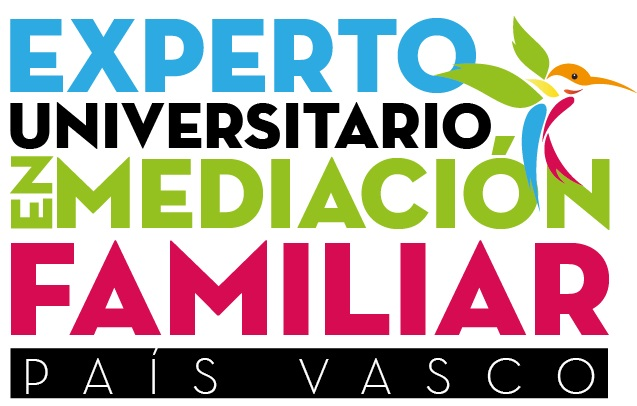 EXPERTO
UNIVERSITARIO
EN MEDIACIÓN
FAMILIAR
PAÍS VASCO